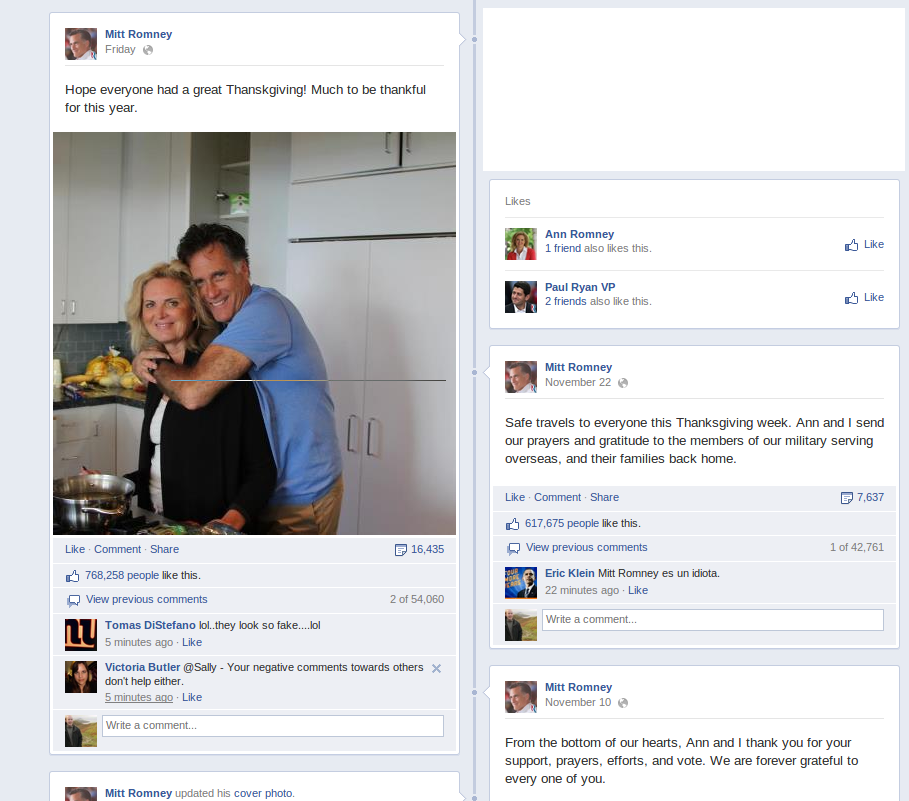 Mitt Romney
Friday
Hope everyone had a great Thanskgiving! Much to be thankful
for this year.
Like · Comment · Share
16,435
768,258 people like this.
View previous comments
2 of 54,060
Tomas DiStefano lol..they look so fake....lol
5 minutes ago · Like
Victoria Butler @Sally - Your negative comments towards others
don't help either.
5 minutes ago · Like
Write a comment...
Mitt Romney updated his cover photo.
Likes
Ann Romney
1 friend also likes this.
Like
Paul Ryan VP
2 friends also like this.
Like
Mitt Romney
November 22
Safe travels to everyone this Thanksgiving week. Ann and I send
our prayers and gratitude to the members of our military serving
overseas, and their families back home.
Like · Comment · Share
7,637
617,675 people like this.
View previous comments
1 of 42,761
Eric Klein Mitt Romney es un idiota.
22 minutes ago · Like
Write a comment...
Mitt Romney
November 10
From the bottom of our hearts, Ann and I thank you for your
support, prayers, efforts, and vote. We are forever grateful to
every one of you.